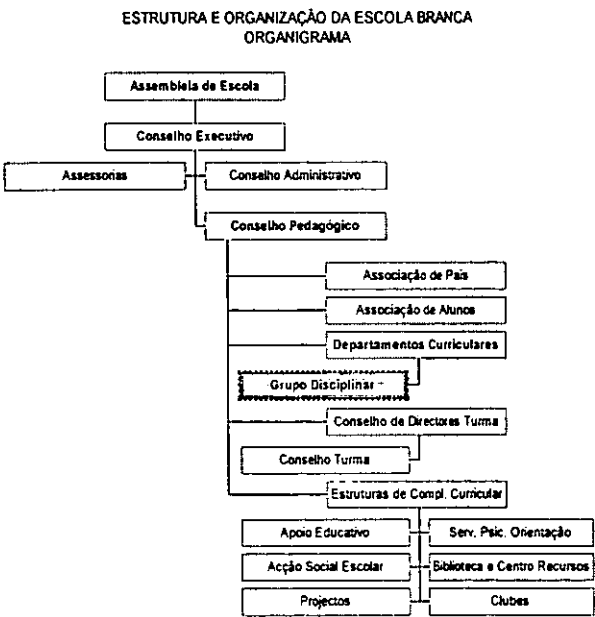 ESTRUTURA E ORGANIZAÇÃO DA ESCOLA BRANCA
ORGANIGRAMA
Assembleia de Escola
Conselho Executivo
Assessorias
Conselho Administrativo
Conselho Pedagógico
Associação de Pais
Associação de Alunos
Departamentos Curriculares
Grupo Disciplinar
Conselho de Directores Turma
Conselho Turma
Estruturas de Compl. Curricular
Apoio Educativo
Serv. Psic. Orientação
Acção Social Escolar
Biblioteca e Centro Recursos
Projectos
Clubes